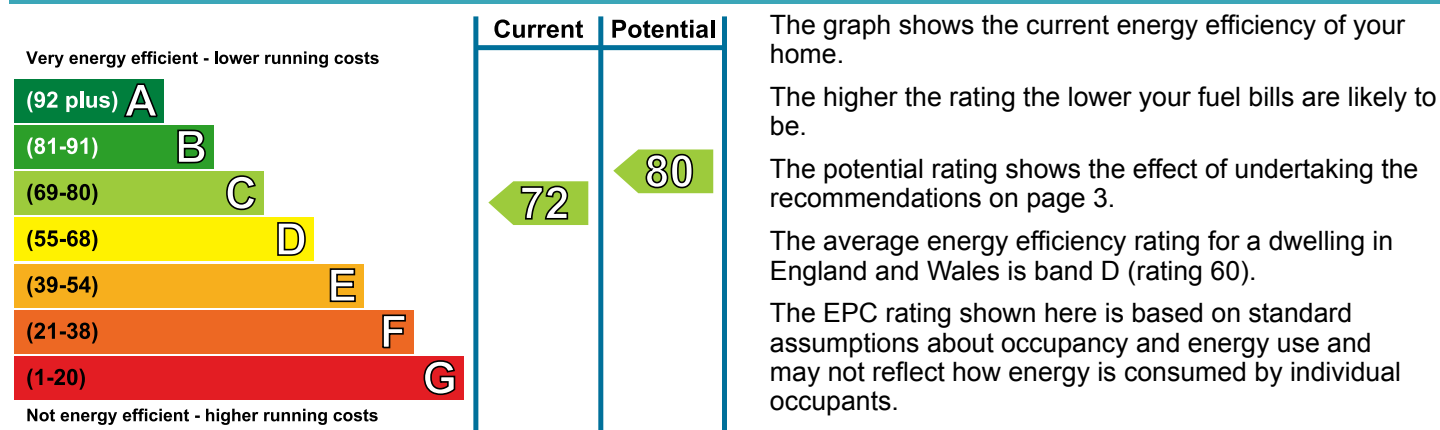 Current Potential
Very energy efficient - lower running costs
(92 plus) A
(81-91) B
(69-80) C
(55-68) D
(39-54) E
(21-38) F
(1-20) G
Not energy efficient - higher running costs
72
80
The graph shows the current energy efficiency of your
home.
The higher the rating the lower your fuel bills are likely to
be.
The potential rating shows the effect of undertaking the
recommendations on page 3.
The average energy efficiency rating for a dwelling in
England and Wales is band D (rating 60).
The EPC rating shown here is based on standard
assumptions about occupancy and energy use and
may not reflect how energy is consumed by individual
occupants.